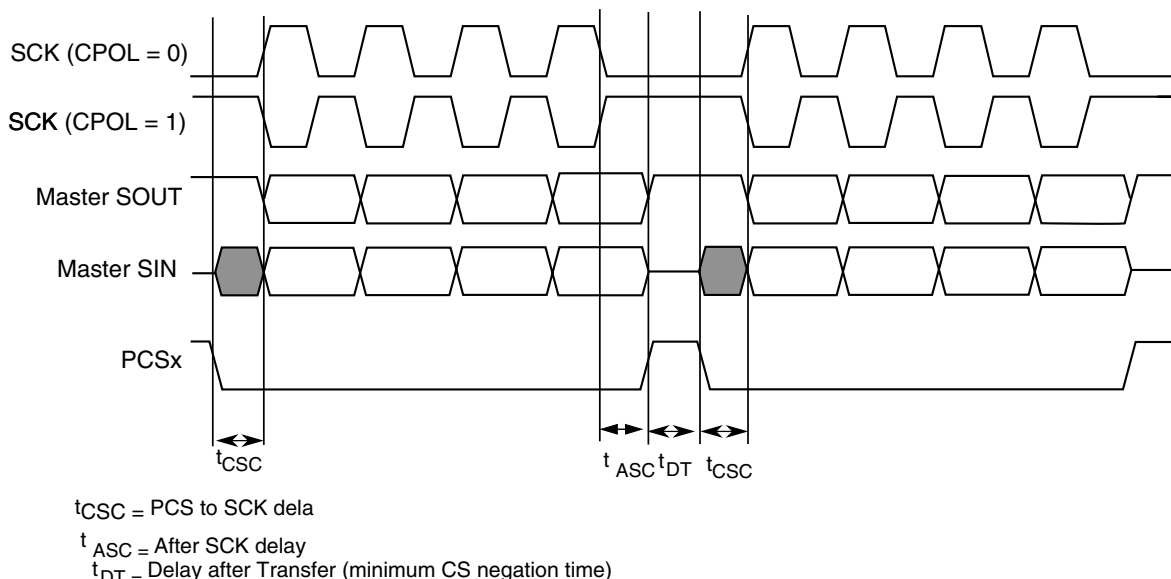 SCK (CPOL = 0)
SCK (CPOL = 1)
Master SOUT
Master SIN
PCSx
tCSC
t ASC
tDT
tCSC
tCSC = PCS to SCK dela
t ASC = After SCK delay
tDT = Delay after Transfer (minimum CS negation time)